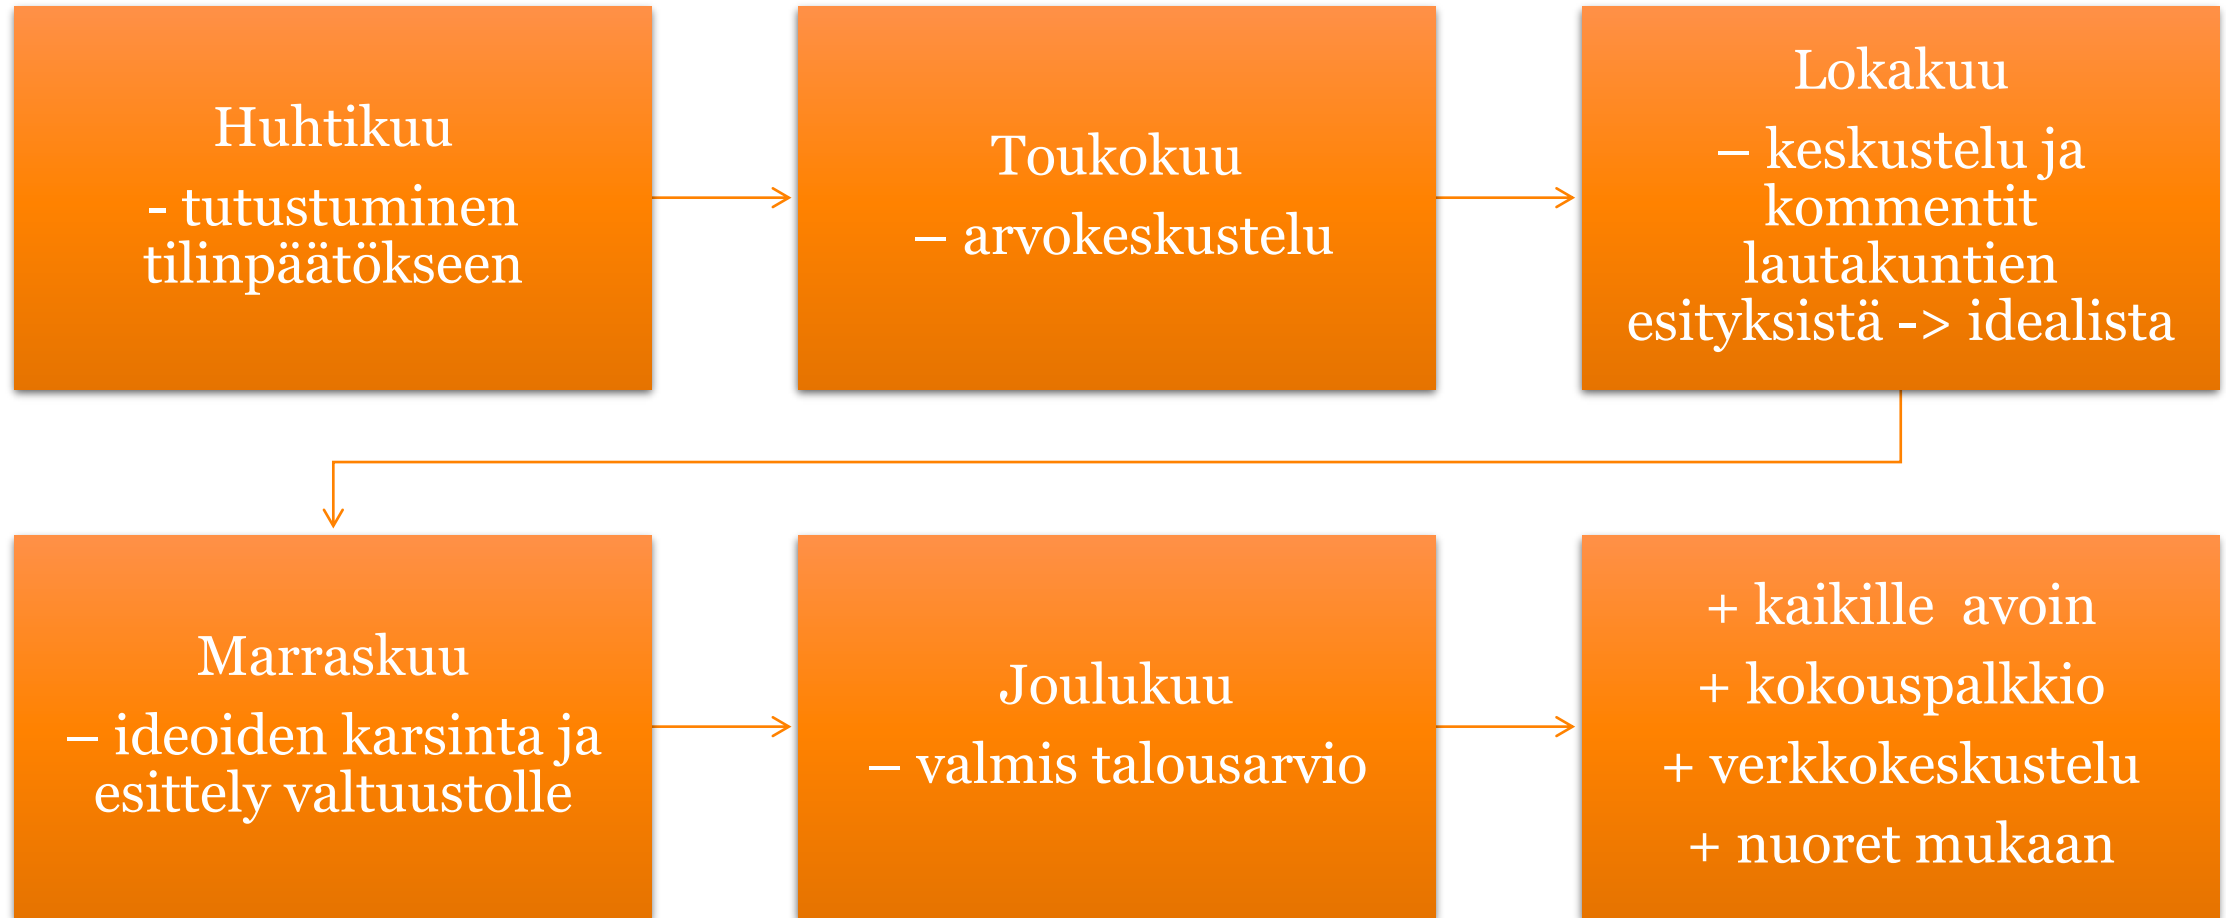 Huhtikuu
- tutustuminen
tilinpäätökseen
Toukokuu
– arvokeskustelu
Lokakuu
– keskustelu ja
kommentit
lautakuntien
esityksistä -> idealista
Marraskuu
– ideoiden karsinta ja
esittely valtuustolle
Joulukuu
– valmis talousarvio
+ kaikille  avoin
+ kokouspalkkio
+ verkkokeskustelu
+ nuoret mukaan